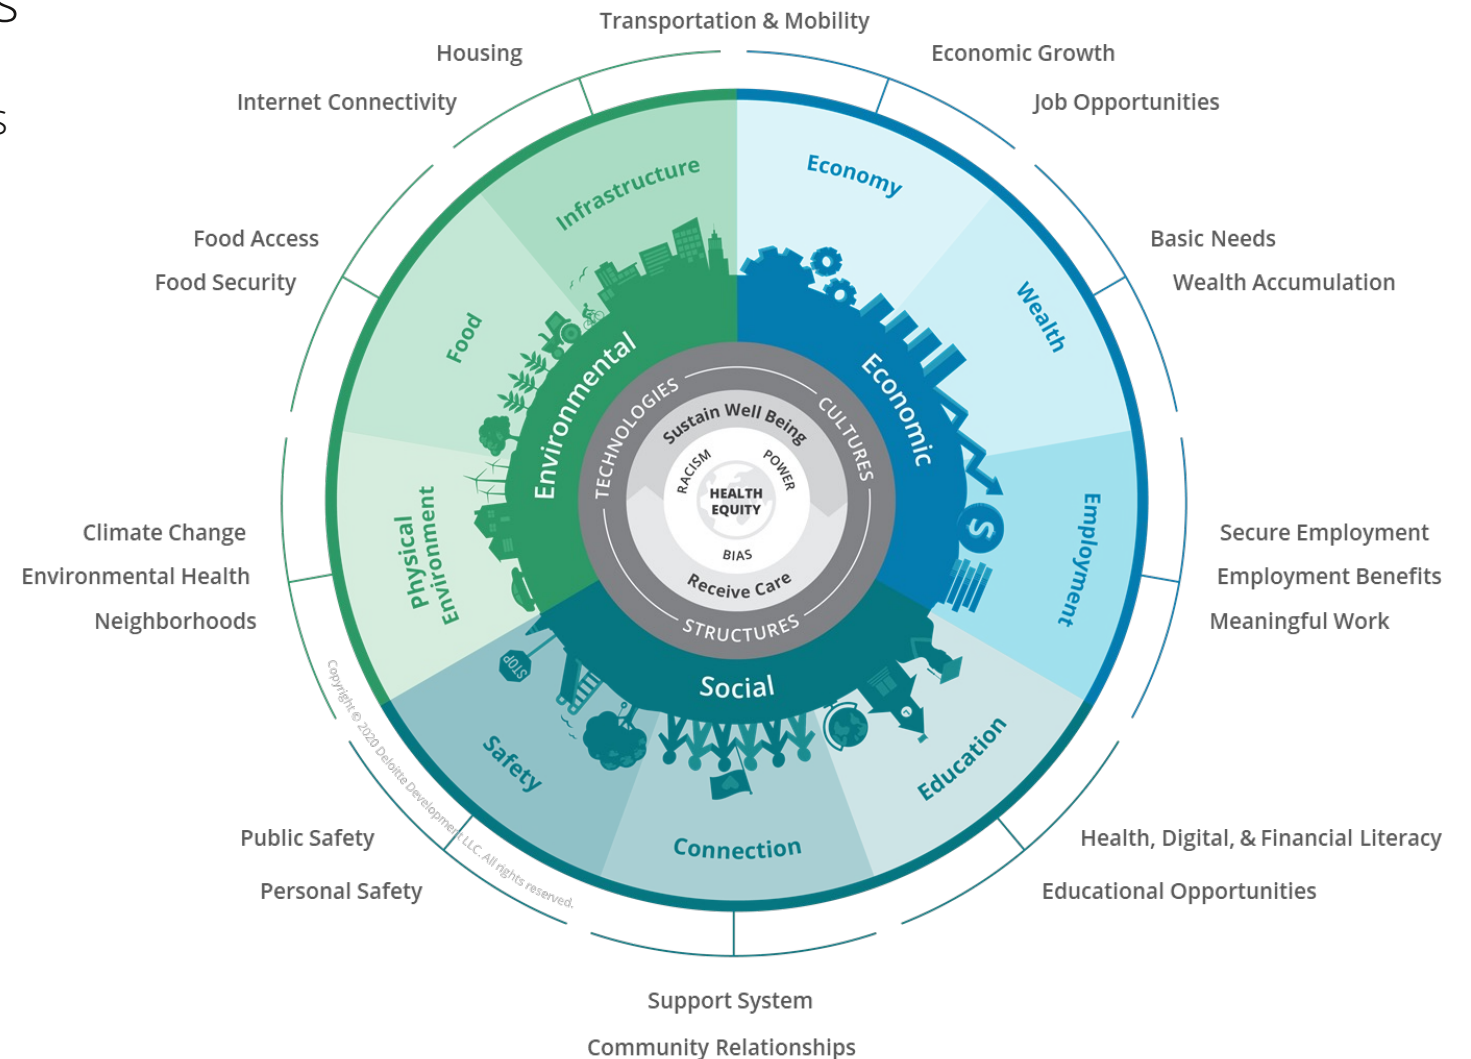 s
s
Transportation & Mobility
Housing
Internet Connectivity
Economic Growth
Job Opportunities
Food Access
Food Security
Basic Needs
Wealth Accumulation
Climate Change
Environmental Health
Neighborhoods
Secure Employment
Employment Benefits
Meaningful Work
Public Safety
Personal Safety
Health, Digital, & Financial Literacy
Educational Opportunities
Support System
Community Relationships
Infrastructure
Economy
Food
Wealth
Physical
Environment
Employment
Safety
Connection
Education
Environmental
Economic
Social
TECHNOLOGIES
CULTURES
STRUCTURES
Sustain Well Being
Receive Care
RACISM
POWER
BIAS
HEALTH
EQUITY
STOP
$
Copyright © 2020 Deloitte Development LLC. All rights reserved.